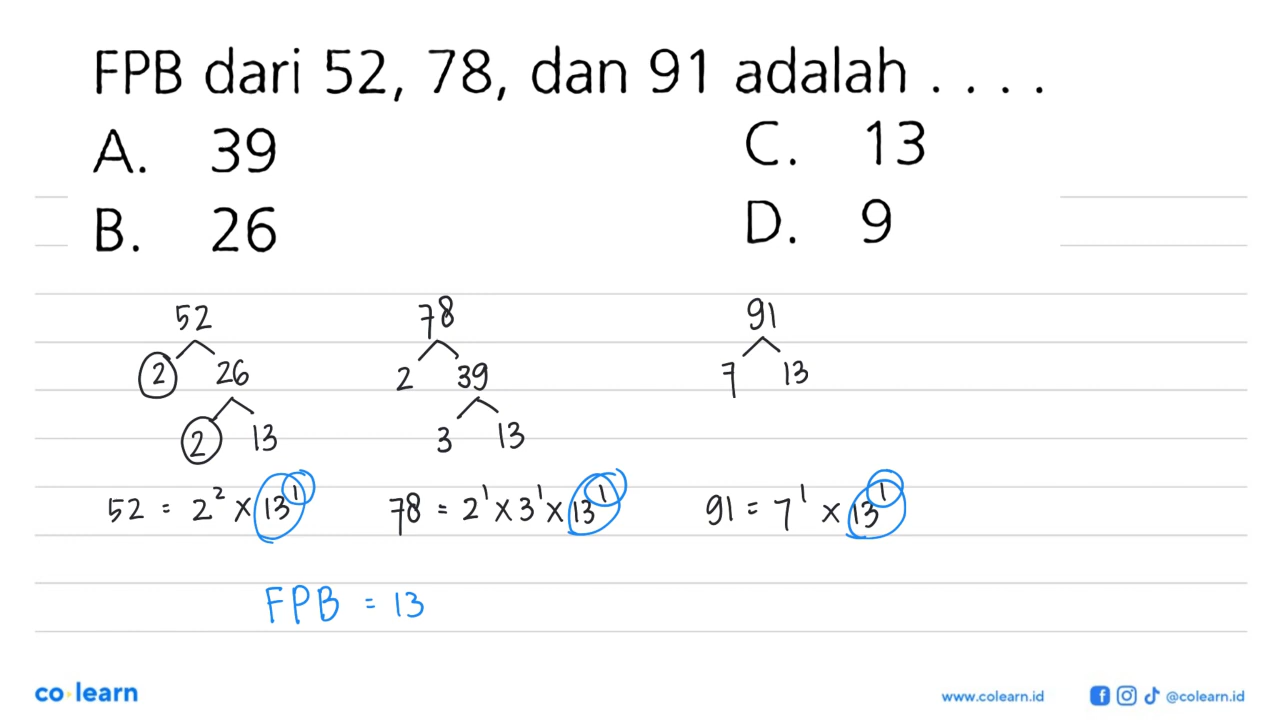 FPB dari 52, 78, dan 91 adalah . . . .
A. 39 C. 13
B. 26 D. 9
52 78 91
2 26 2 39 7 13
2 13 3 13
52 = 2² × 13¹ 78 = 2¹ × 3¹ × 13¹ 91 = 7¹ × 13¹
FPB = 13
co learn www.colearn.id @colearn.id